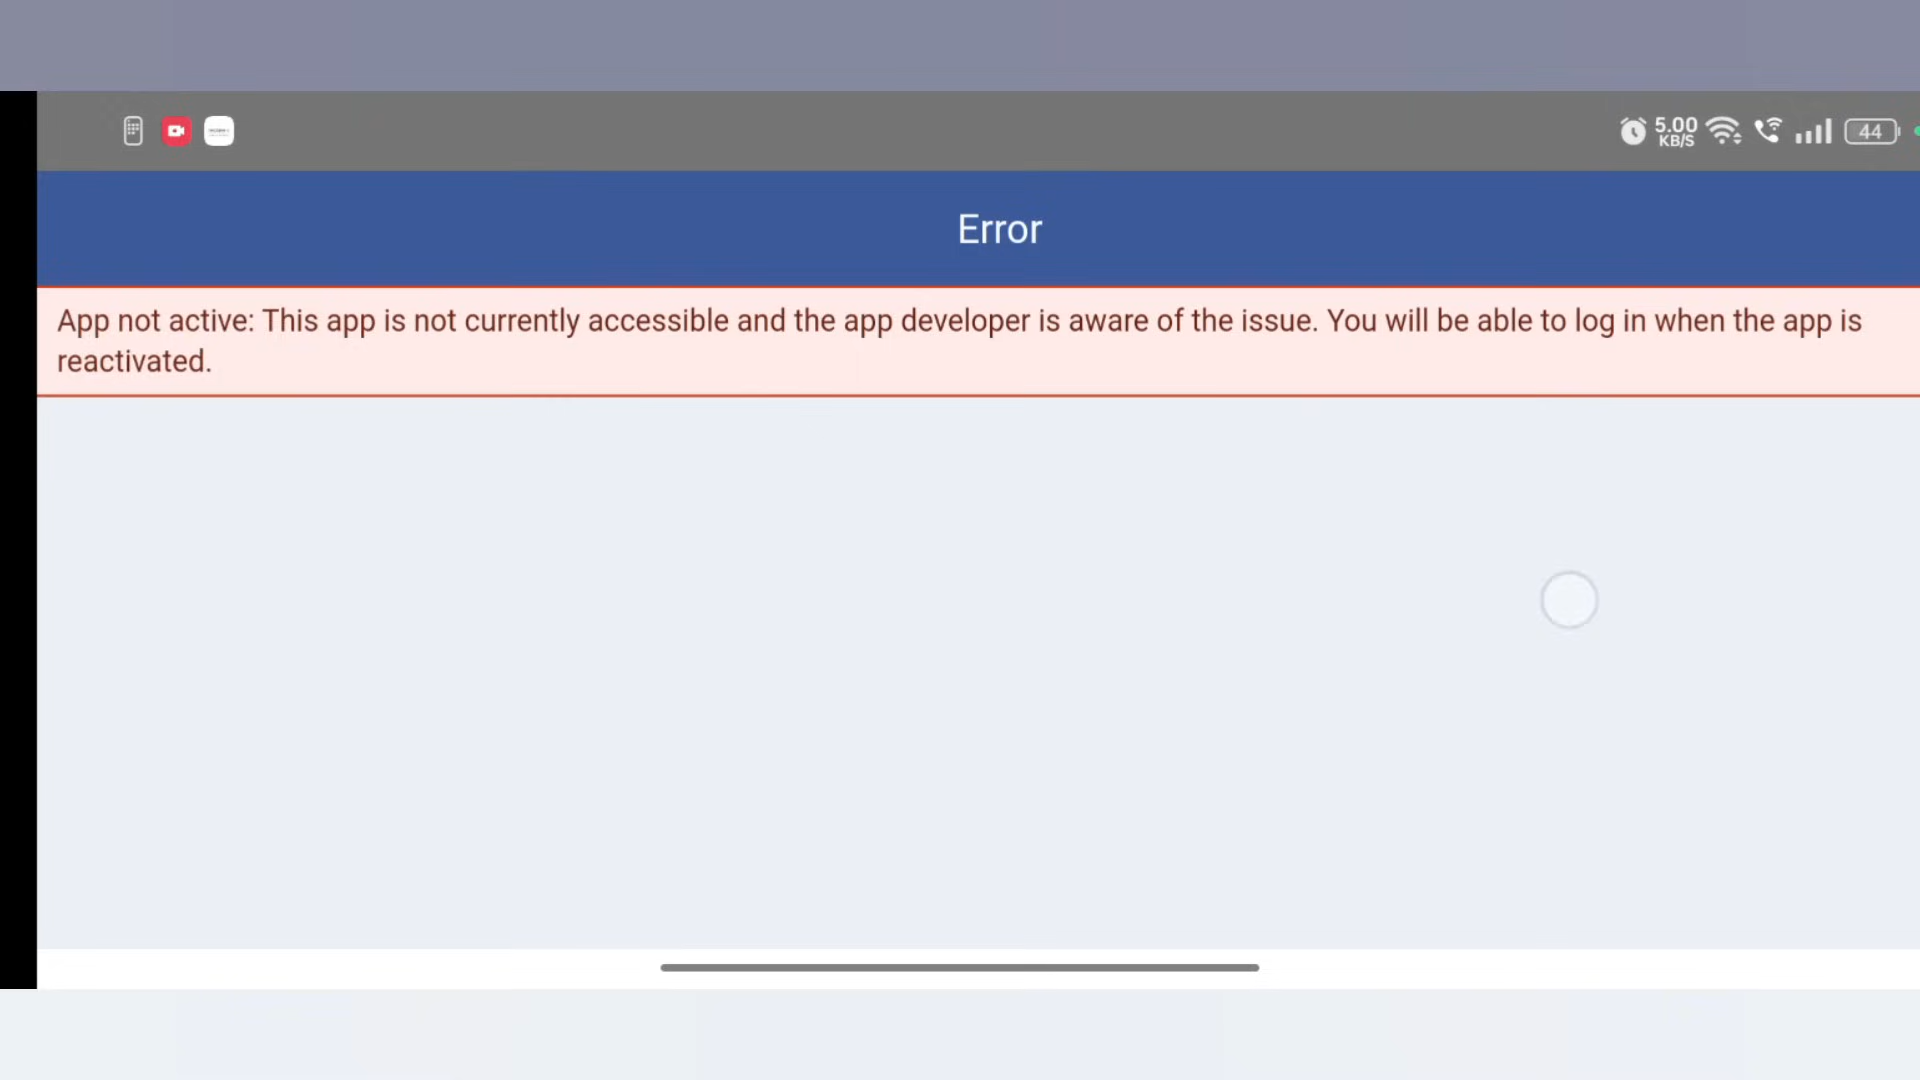 5.00
KB/S
44
Error
App not active: This app is not currently accessible and the app developer is aware of the issue. You will be able to log in when the app is
reactivated.